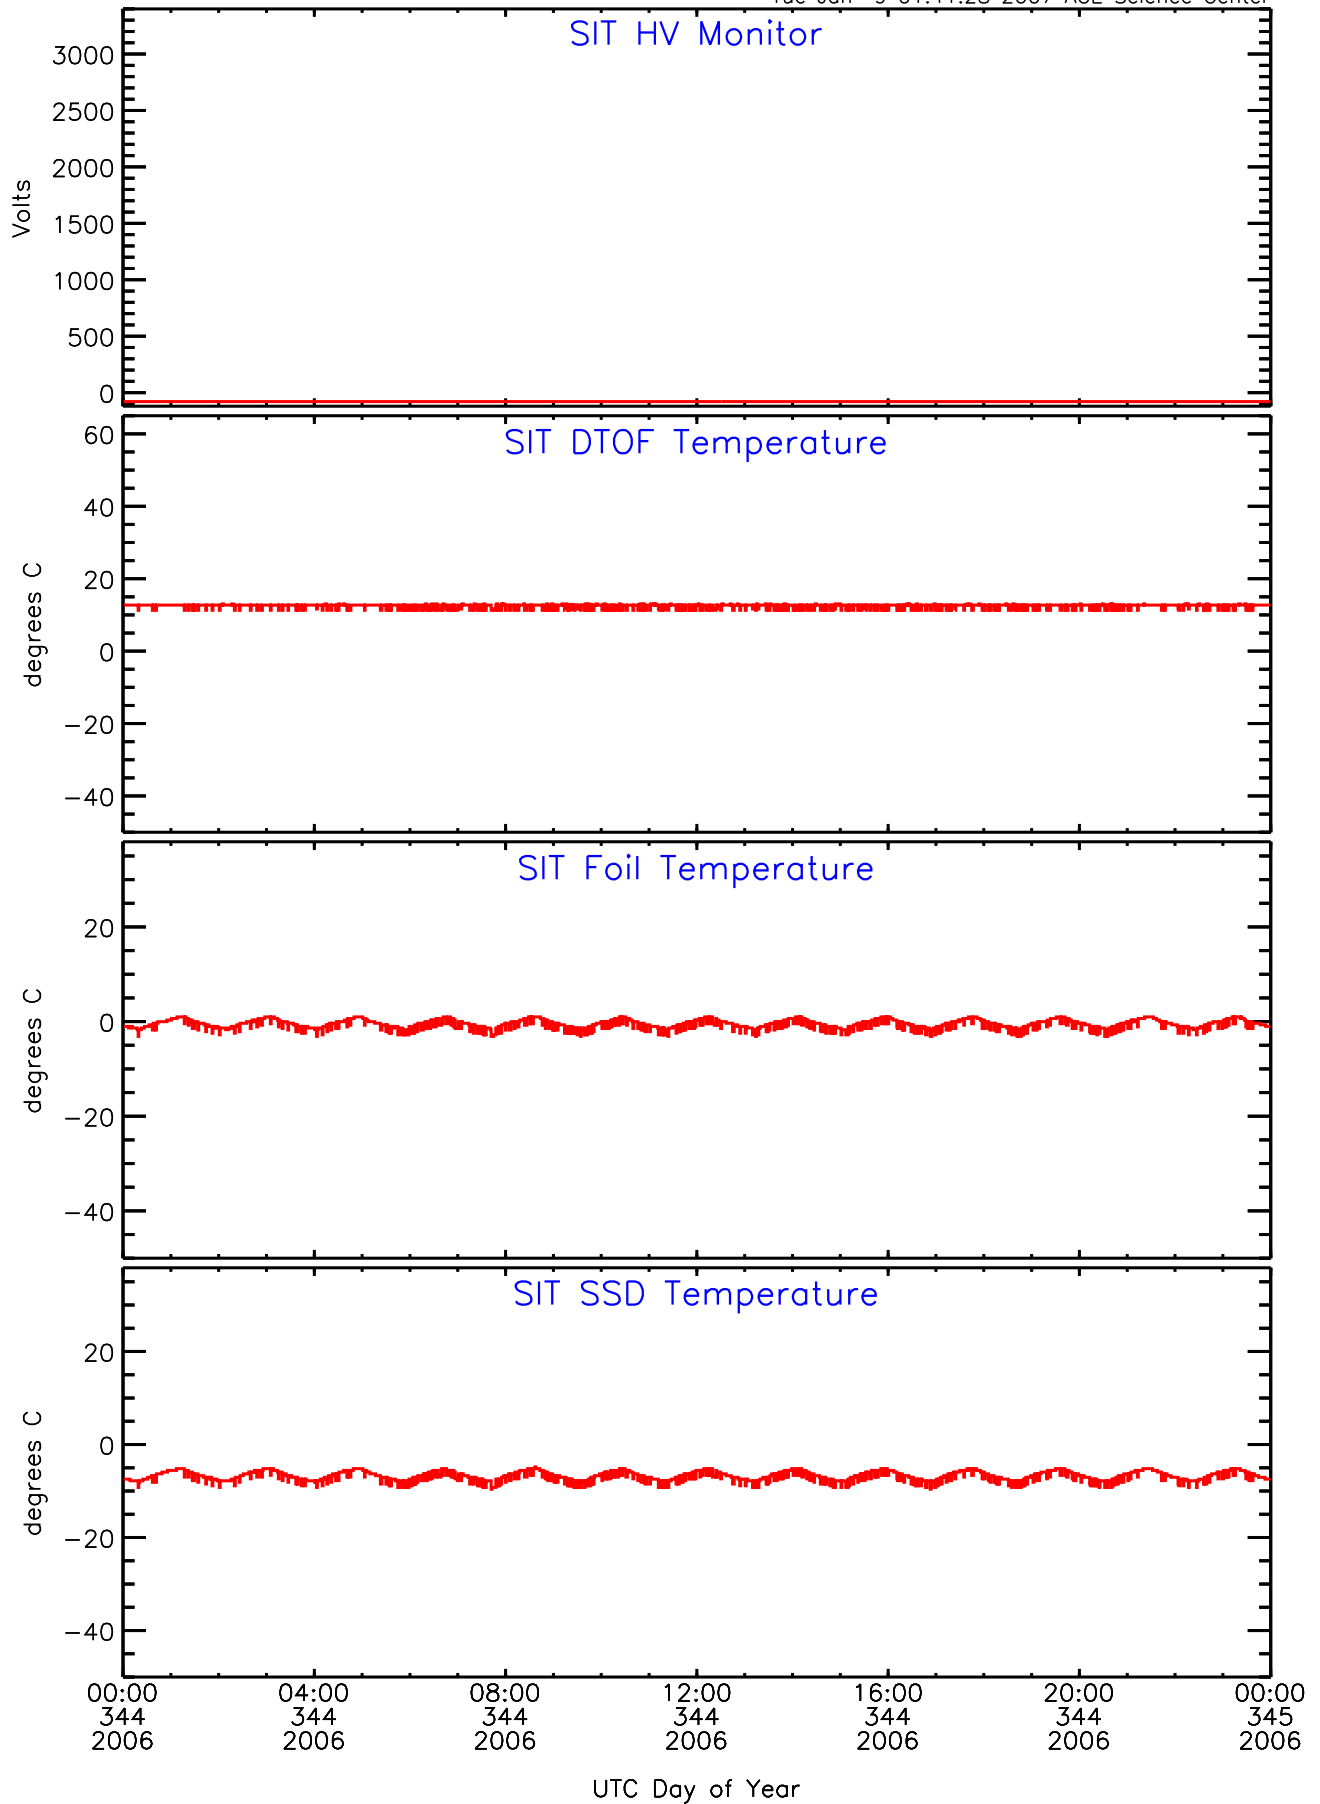 SIT HV Monitor
3000
2500
2000
1500
1000
500
0
Volts
SIT DTOF Temperature
60
40
20
0
−20
−40
degrees C
SIT Foil Temperature
20
0
−20
−40
degrees C
SIT SSD Temperature
20
0
−20
−40
degrees C
00:00 04:00 08:00 12:00 16:00 20:00 00:00
344 344 344 344 344 344 345
2006 2006 2006 2006 2006 2006 2006
UTC Day of Year